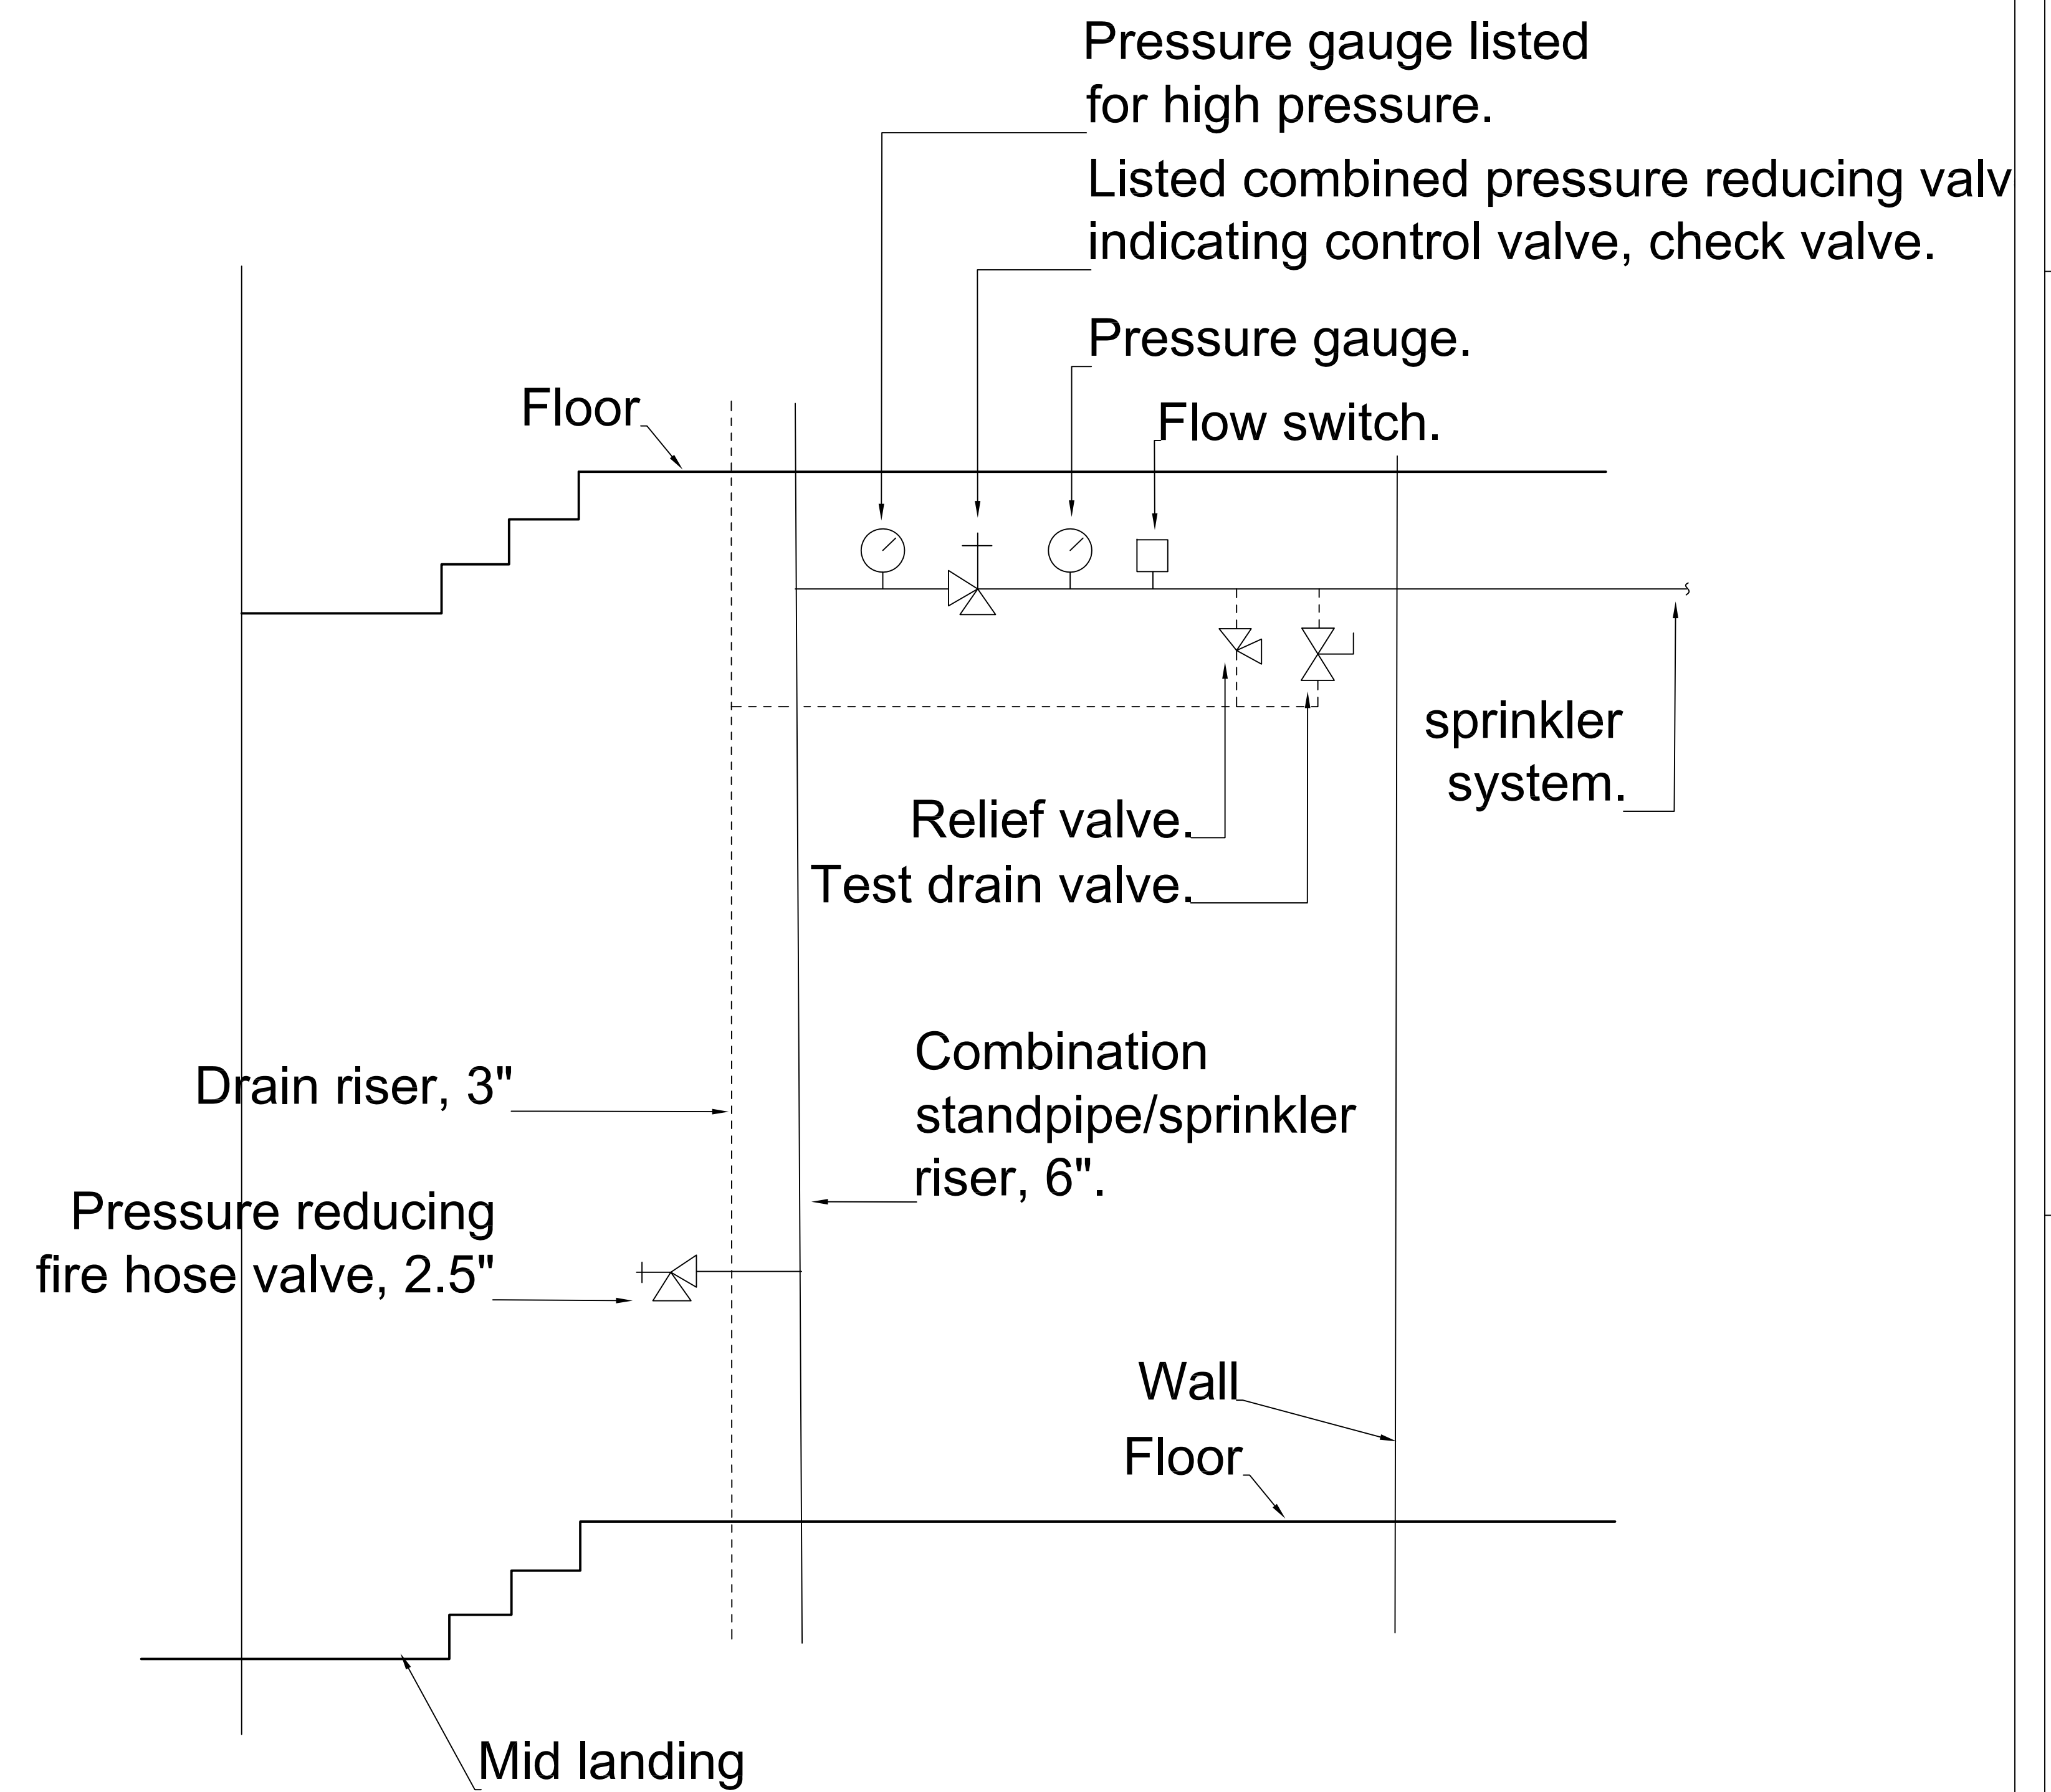 Pressure gauge listed
for high pressure.
Listed combined pressure reducing valv
indicating control valve, check valve.
Pressure gauge.
Floor
Flow switch.
sprinkler
system.
Relief valve.
Test drain valve.
Combination
standpipe/sprinkler
riser, 6".
Drain riser, 3"
Pressure reducing
fire hose valve, 2.5"
Wall
Floor
Mid landing